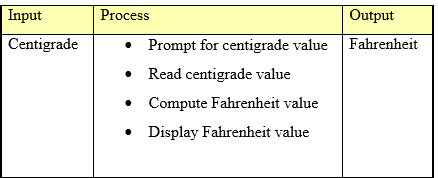 Input Process Output
Centigrade • Prompt for centigrade value Fahrenheit
• Read centigrade value
• Compute Fahrenheit value
• Display Fahrenheit value